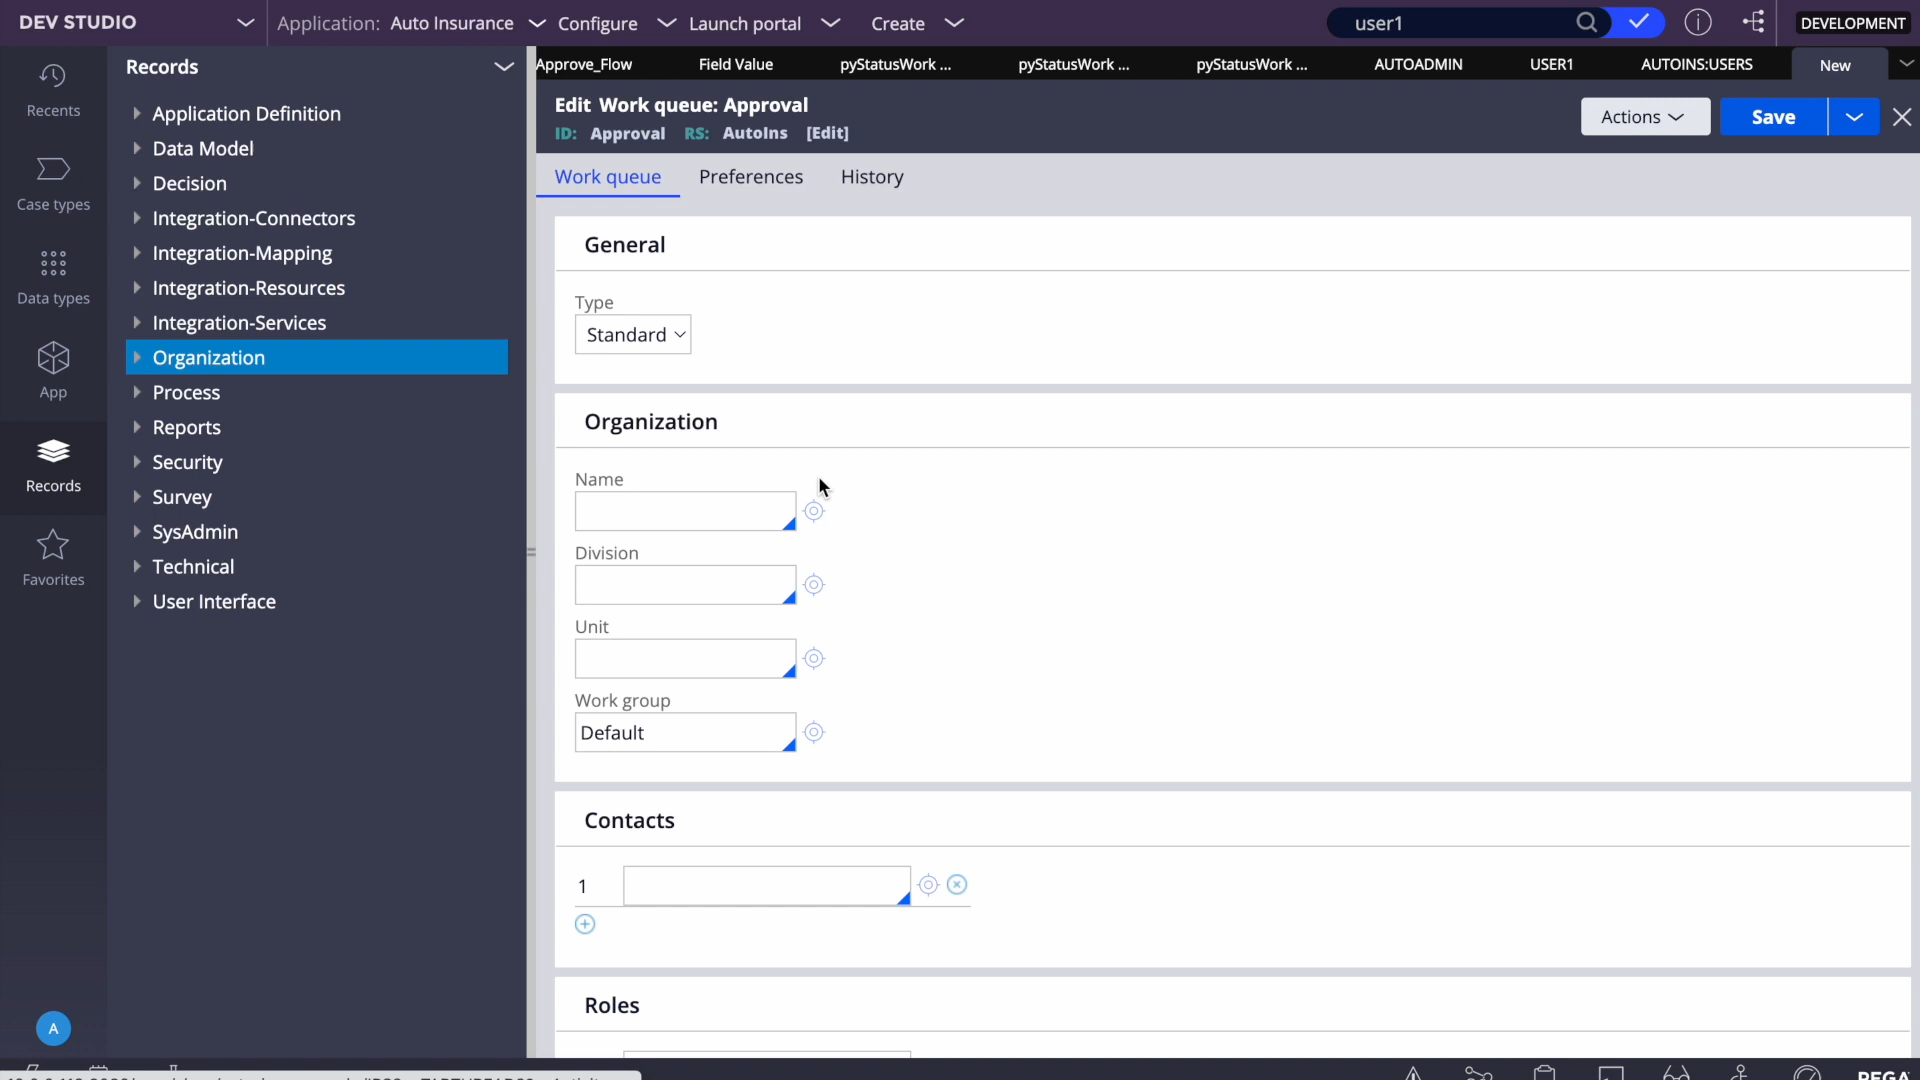 DEV STUDIO
Application: Auto Insurance
Configure
Launch portal
Create
user1
DEVELOPMENT
Recents
Case types
Data types
App
Records
Favorites
A
Records
Application Definition
Data Model
Decision
Integration-Connectors
Integration-Mapping
Integration-Resources
Integration-Services
Organization
Process
Reports
Security
Survey
SysAdmin
Technical
User Interface
Approve_Flow
Field Value
pyStatusWork ...
pyStatusWork ...
pyStatusWork ...
AUTOADMIN
USER1
AUTOINS:USERS
New
Edit Work queue: Approval
ID: Approval RS: AutoIns [Edit]
Actions
Save
Work queue
Preferences
History
General
Type
Standard
Organization
Name
Division
Unit
Work group
Default
Contacts
1
Roles
PEGA